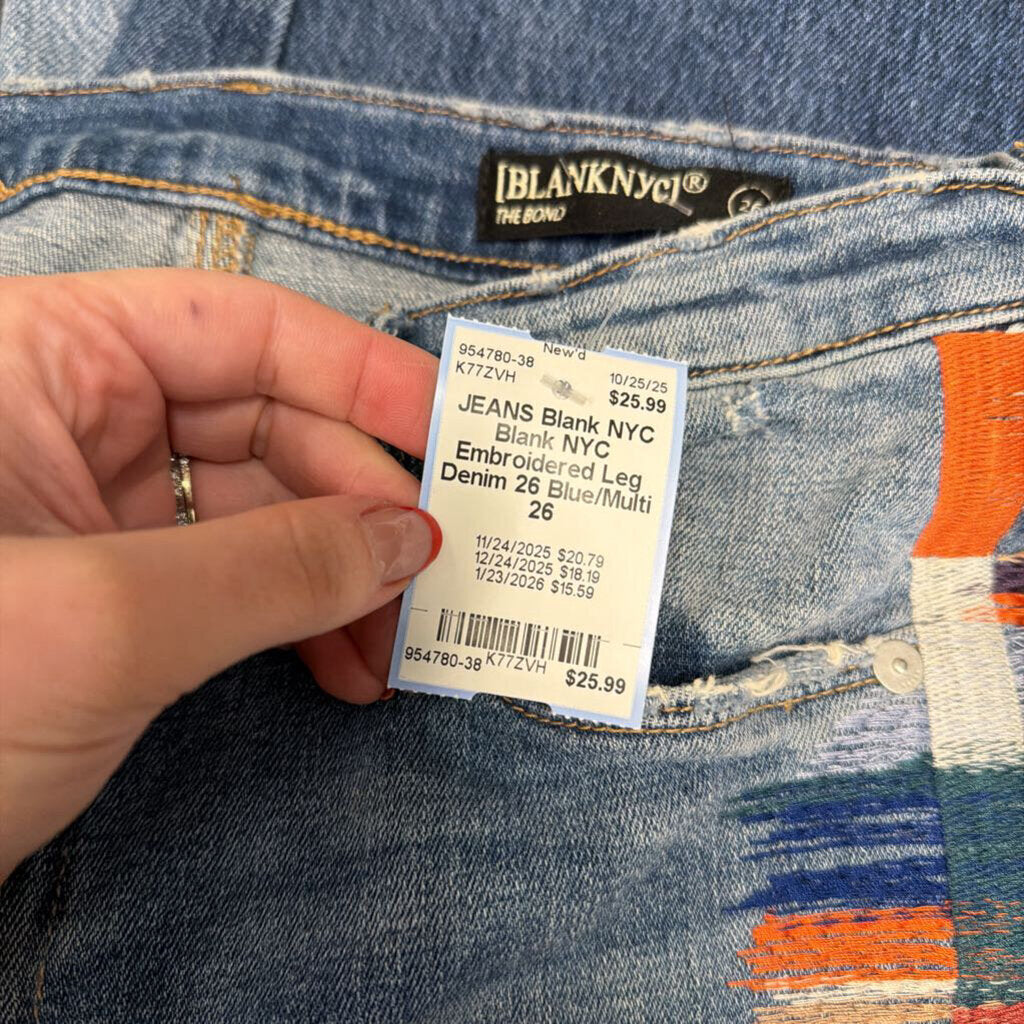 [BLANKNYC]®
THE BOND
New'd
954780-38
K77ZVH
10/25/25
$25.99
JEANS Blank NYC
Blank NYC
Embroidered Leg
Denim 26 Blue/Multi
26
11/24/2025 $20.79
12/24/2025 $18.19
1/23/2026 $15.59
954780-38 K77ZVH $25.99